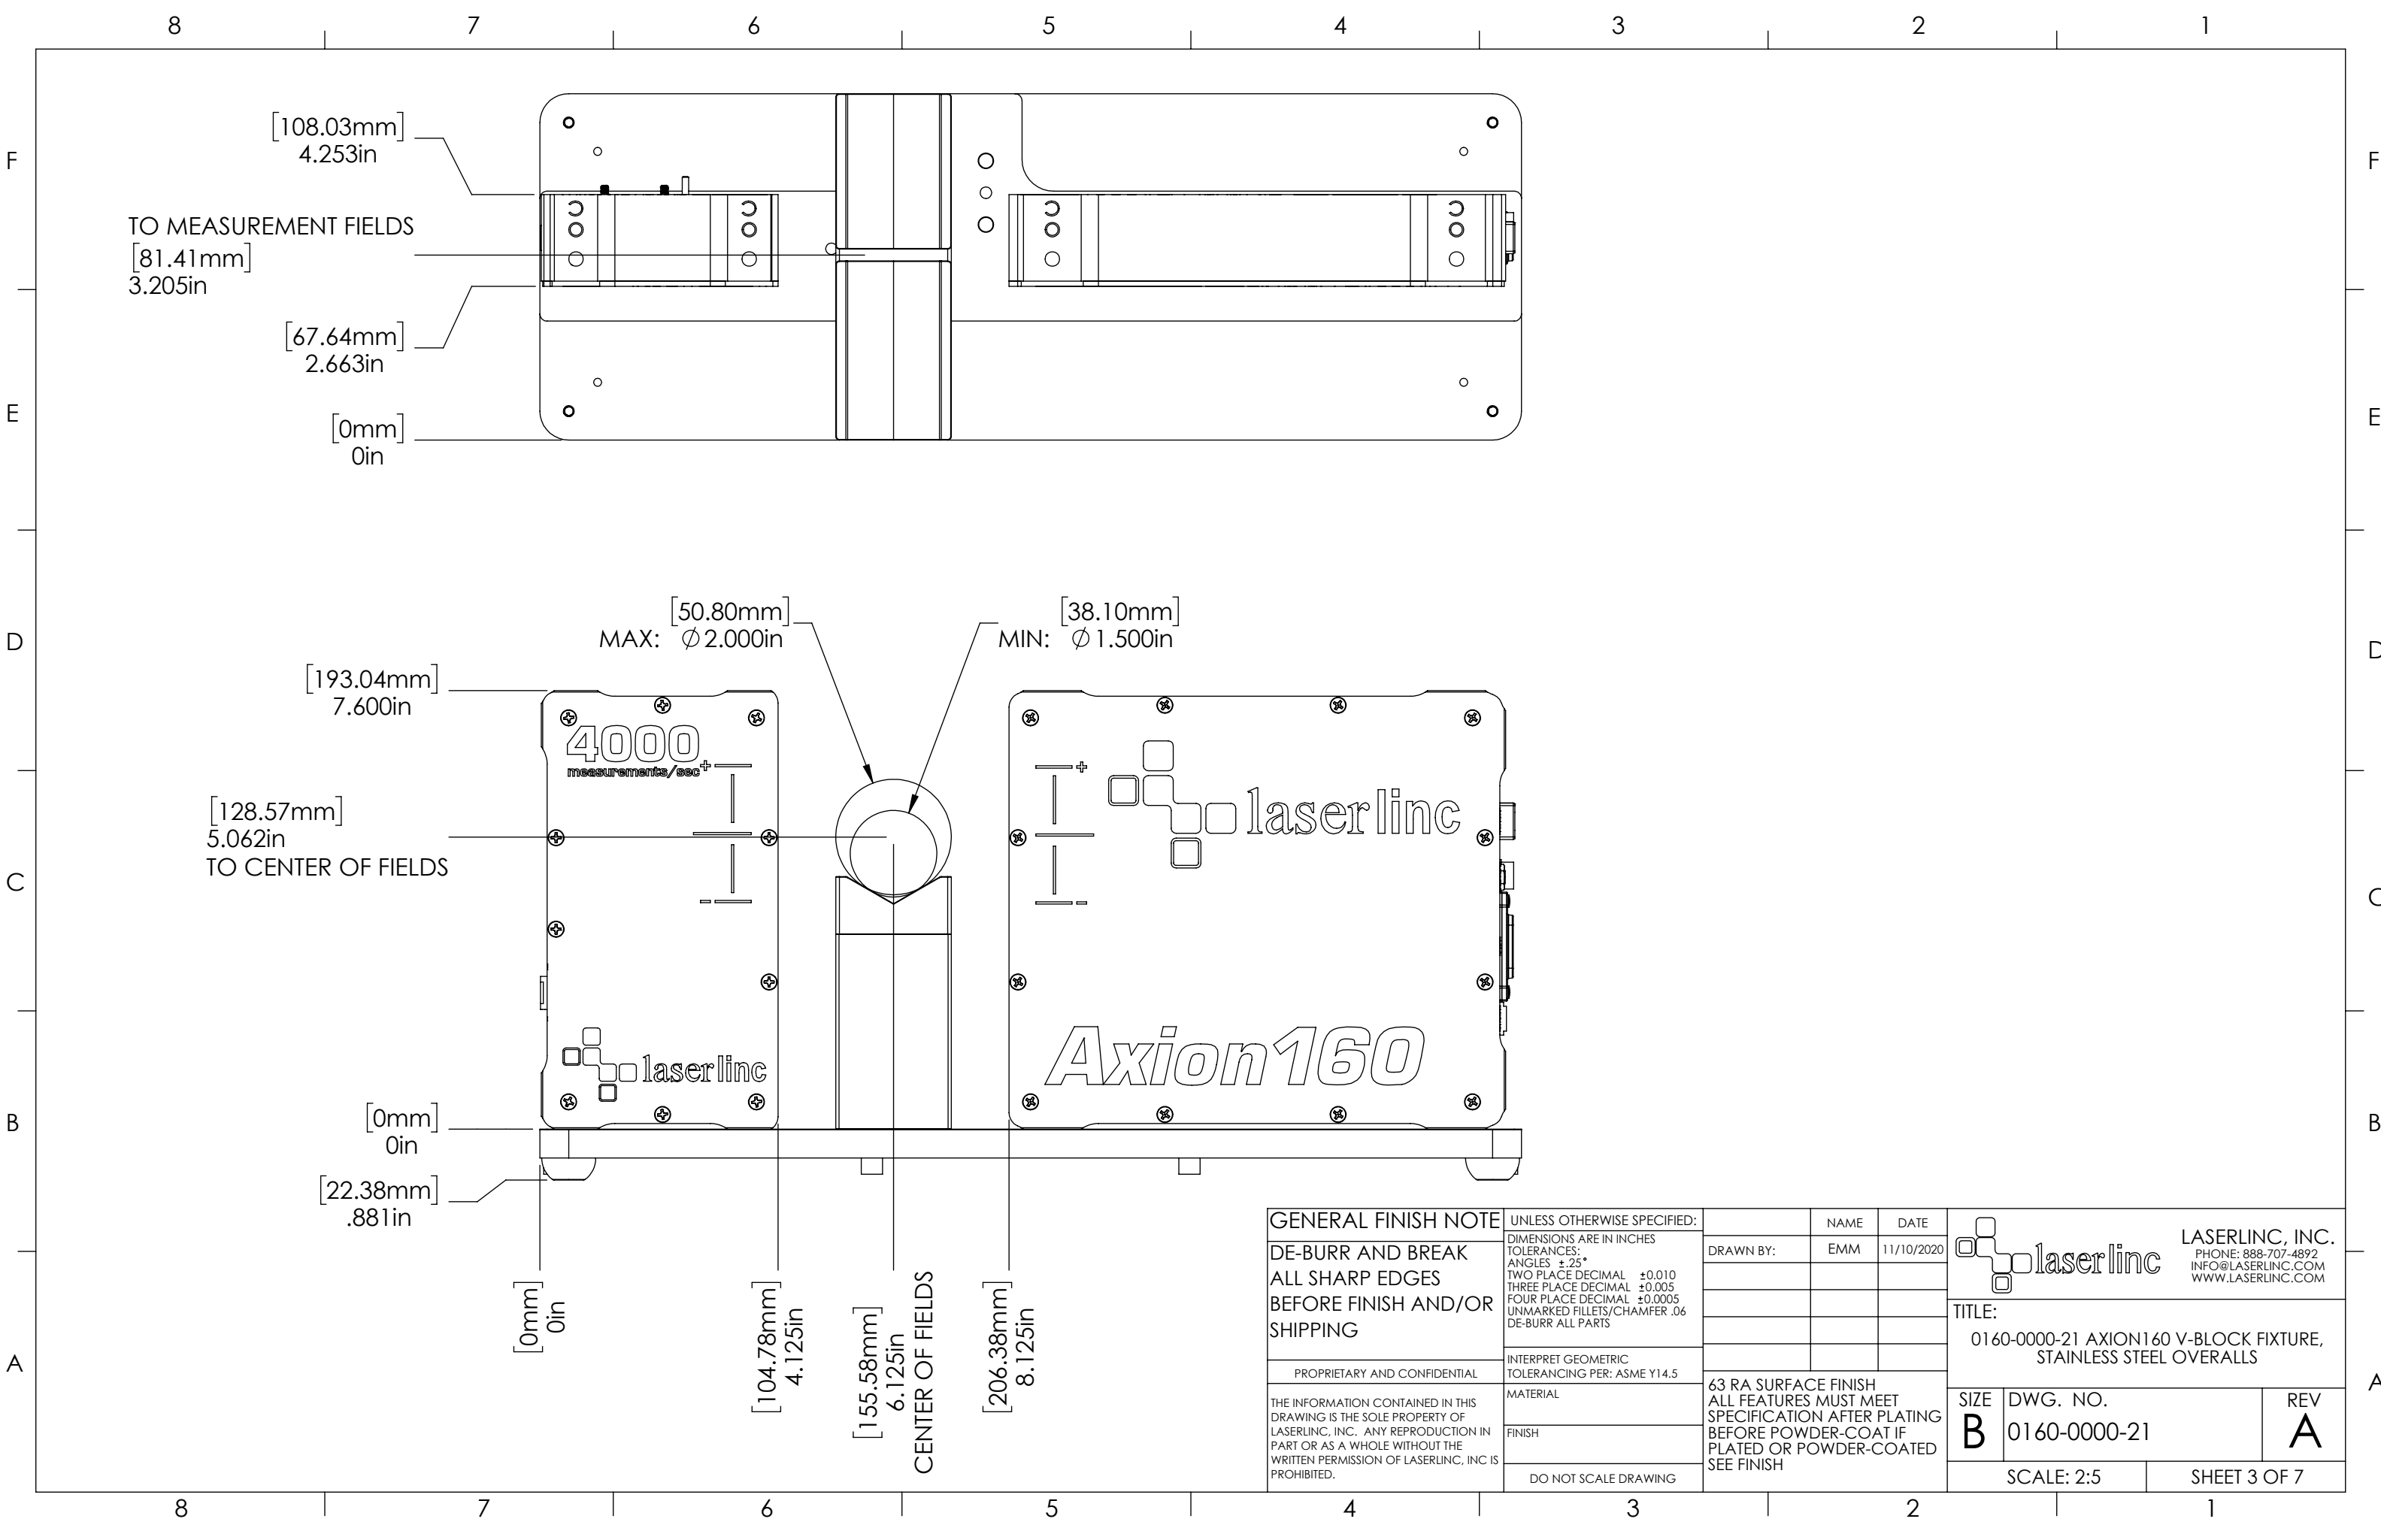 8 7 6 5 4 3 2 1
F
F
[108.03mm]
4.253in
TO MEASUREMENT FIELDS
[81.41mm]
3.205in
[67.64mm]
2.663in
E
E
[0mm]
0in
[50.80mm]
MAX: ∅2.000in
[38.10mm]
MIN: ∅1.500in
D
D
[193.04mm]
7.600in
4000
measurements/sec
+
+
-
-
laserlinc
[128.57mm]
5.062in
TO CENTER OF FIELDS
C
C
laserlinc
Axion160
B
B
[0mm]
0in
[22.38mm]
.881in
[0mm]
0in
[104.78mm]
4.125in
[155.58mm]
6.125in
CENTER OF FIELDS
[206.38mm]
8.125in
A
A
GENERAL FINISH NOTE
DE-BURR AND BREAK
ALL SHARP EDGES
BEFORE FINISH AND/OR
SHIPPING
PROPRIETARY AND CONFIDENTIAL
THE INFORMATION CONTAINED IN THIS
DRAWING IS THE SOLE PROPERTY OF
LASERLINC, INC. ANY REPRODUCTION IN
PART OR AS A WHOLE WITHOUT THE
WRITTEN PERMISSION OF LASERLINC, INC IS
PROHIBITED.
UNLESS OTHERWISE SPECIFIED:
DIMENSIONS ARE IN INCHES
TOLERANCES:
ANGLES ±.25°
TWO PLACE DECIMAL ±0.010
THREE PLACE DECIMAL ±0.005
FOUR PLACE DECIMAL ±0.0005
UNMARKED FILLETS/CHAMFER .06
DE-BURR ALL PARTS
INTERPRET GEOMETRIC
TOLERANCING PER: ASME Y14.5
MATERIAL
FINISH
DO NOT SCALE DRAWING
NAME DATE
DRAWN BY: EMM 11/10/2020
63 RA SURFACE FINISH
ALL FEATURES MUST MEET
SPECIFICATION AFTER PLATING
BEFORE POWDER-COAT IF
PLATED OR POWDER-COATED
SEE FINISH
laserlinc
LASERLINC, INC.
PHONE: 888-707-4892
INFO@LASERLINC.COM
WWW.LASERLINC.COM
TITLE:
0160-0000-21 AXION160 V-BLOCK FIXTURE,
STAINLESS STEEL OVERALLS
SIZE
B
DWG. NO.
0160-0000-21
REV
A
SCALE: 2:5
SHEET 3 OF 7
8 7 6 5 4 3 2 1